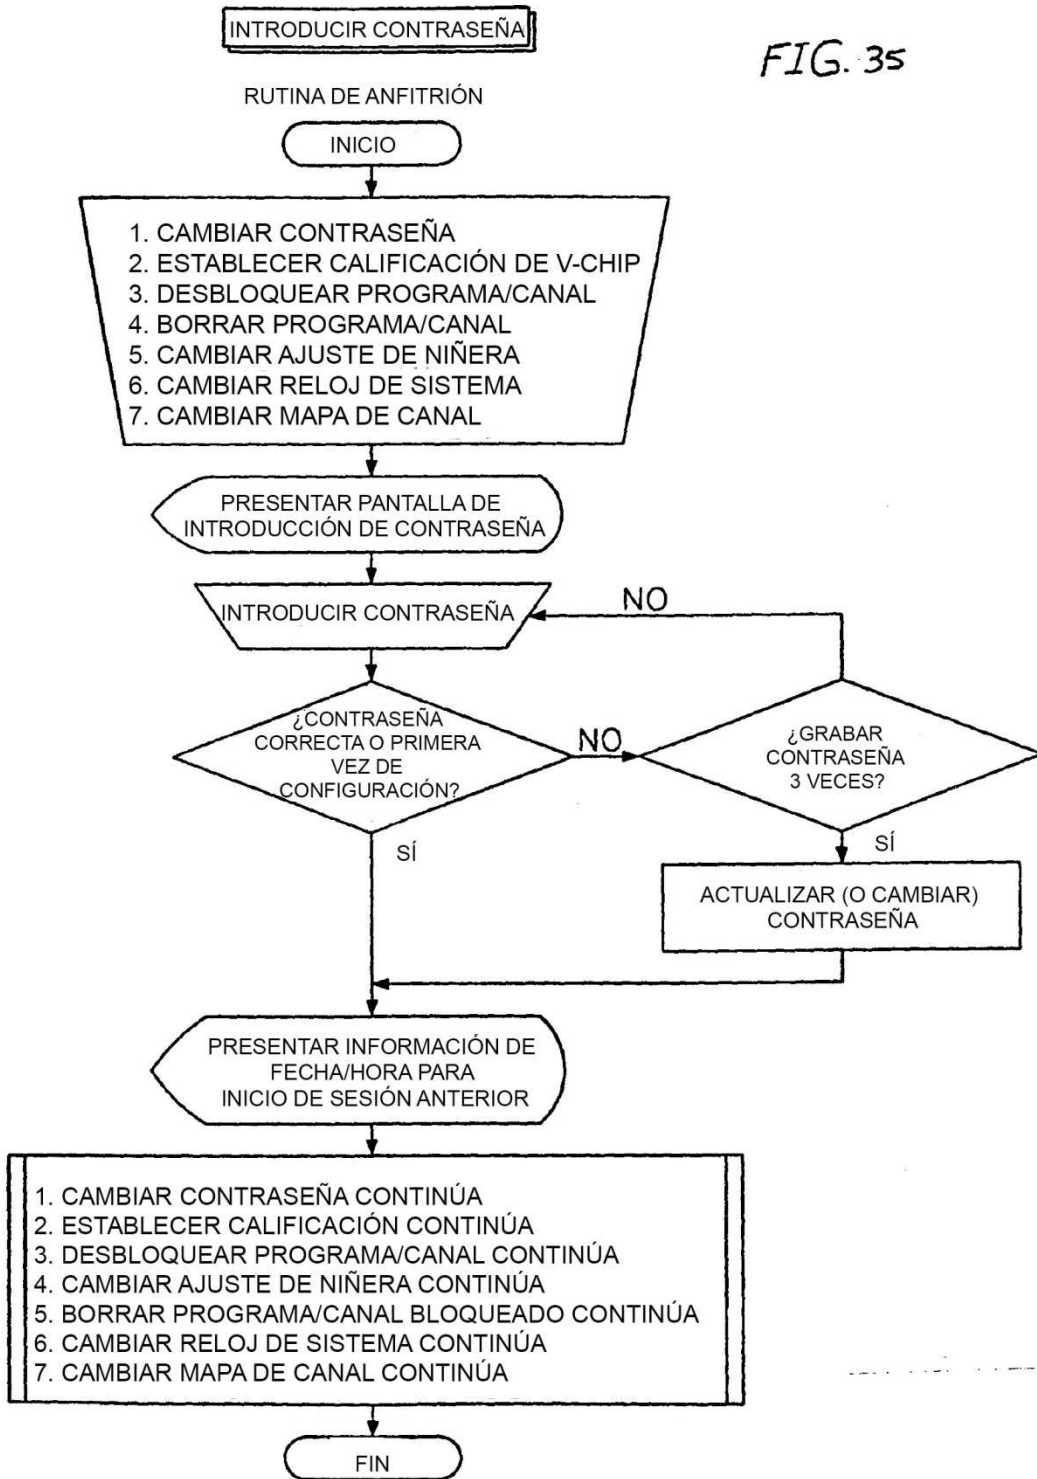 INTRODUCIR CONTRASEÑA
FIG. 35
RUTINA DE ANFITRIÓN
INICIO
1. CAMBIAR CONTRASEÑA
2. ESTABLECER CALIFICACIÓN DE V-CHIP
3. DESBLOQUEAR PROGRAMA/CANAL
4. BORRAR PROGRAMA/CANAL
5. CAMBIAR AJUSTE DE NIÑERA
6. CAMBIAR RELOJ DE SISTEMA
7. CAMBIAR MAPA DE CANAL
PRESENTAR PANTALLA DE
INTRODUCCIÓN DE CONTRASEÑA
INTRODUCIR CONTRASEÑA
NO
¿CONTRASEÑA
CORRECTA O PRIMERA
VEZ DE
CONFIGURACIÓN?
NO
¿GRABAR
CONTRASEÑA
3 VECES?
SÍ
SÍ
ACTUALIZAR (O CAMBIAR)
CONTRASEÑA
PRESENTAR INFORMACIÓN DE
FECHA/HORA PARA
INICIO DE SESIÓN ANTERIOR
1. CAMBIAR CONTRASEÑA CONTINÚA
2. ESTABLECER CALIFICACIÓN CONTINÚA
3. DESBLOQUEAR PROGRAMA/CANAL CONTINÚA
4. CAMBIAR AJUSTE DE NIÑERA CONTINÚA
5. BORRAR PROGRAMA/CANAL BLOQUEADO CONTINÚA
6. CAMBIAR RELOJ DE SISTEMA CONTINÚA
7. CAMBIAR MAPA DE CANAL CONTINÚA
FIN